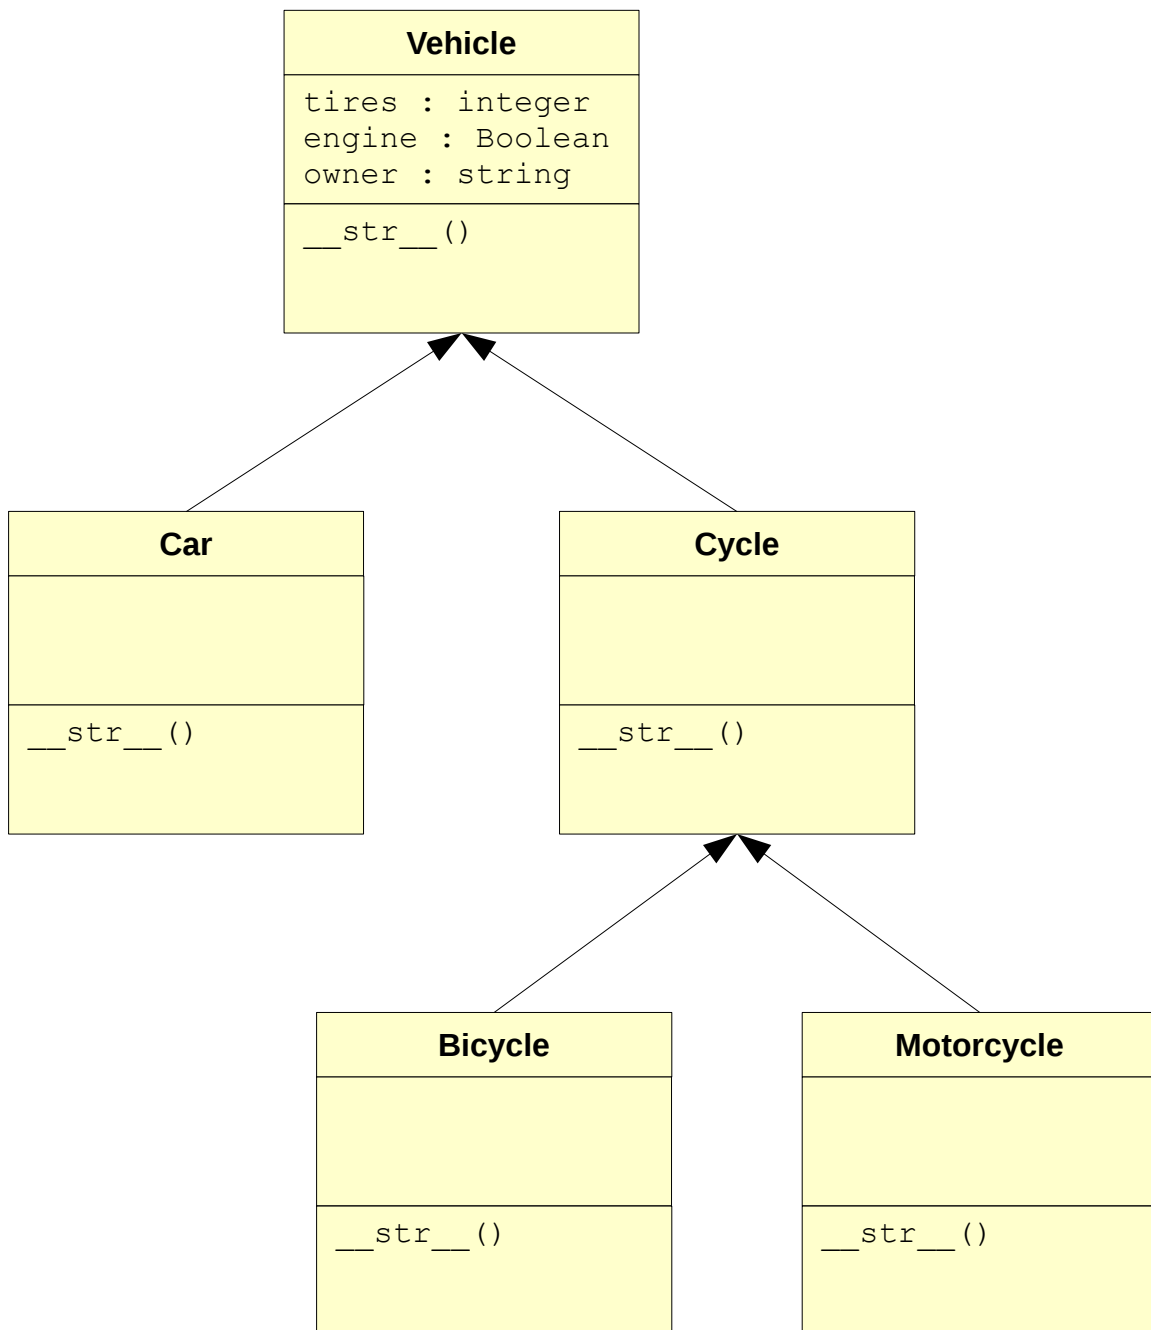 Vehicle
tires : integer
engine : Boolean
owner : string
__str__()
Car
__str__()
Cycle
__str__()
Bicycle
__str__()
Motorcycle
__str__()